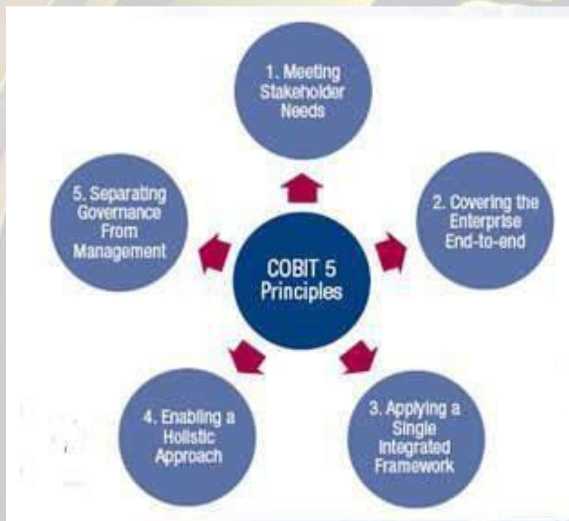 1. Meeting
Stakeholder
Needs
2. Covering the
Enterprise
End-to-end
3. Applying a
Single
Integrated
Framework
4. Enabling a
Holistic
Approach
5. Separating
Governance
From
Management
COBIT 5
Principles